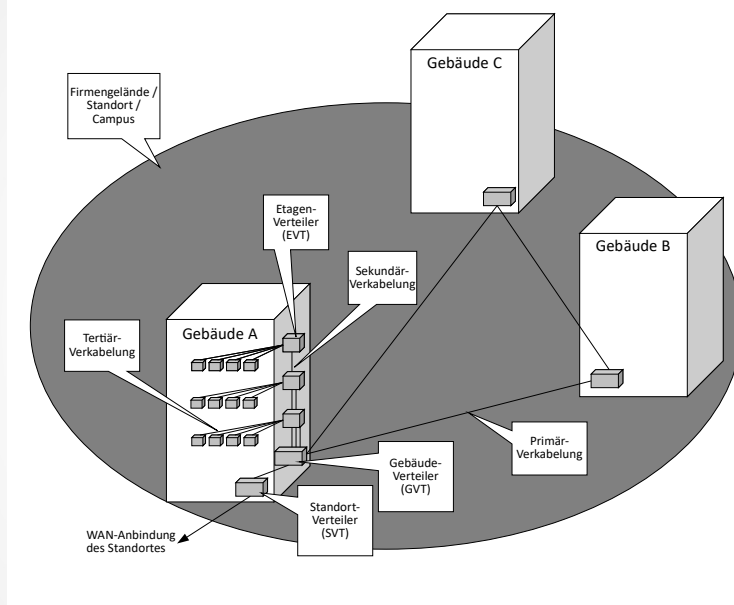 Gebäude C
Firmengelände /
Standort /
Campus
Etagen-
Verteiler
(EVT)
Gebäude B
Sekundär-
Verkabelung
Gebäude A
Tertiär-
Verkabelung
Primär-
Verkabelung
Gebäude-
Verteiler
(GVT)
Standort-
Verteiler
(SVT)
WAN-Anbindung
des Standortes